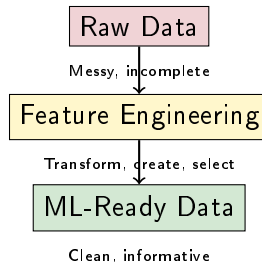 Raw Data
Messy, incomplete
Feature Engineering
Transform, create, select
ML-Ready Data
Clean, informative